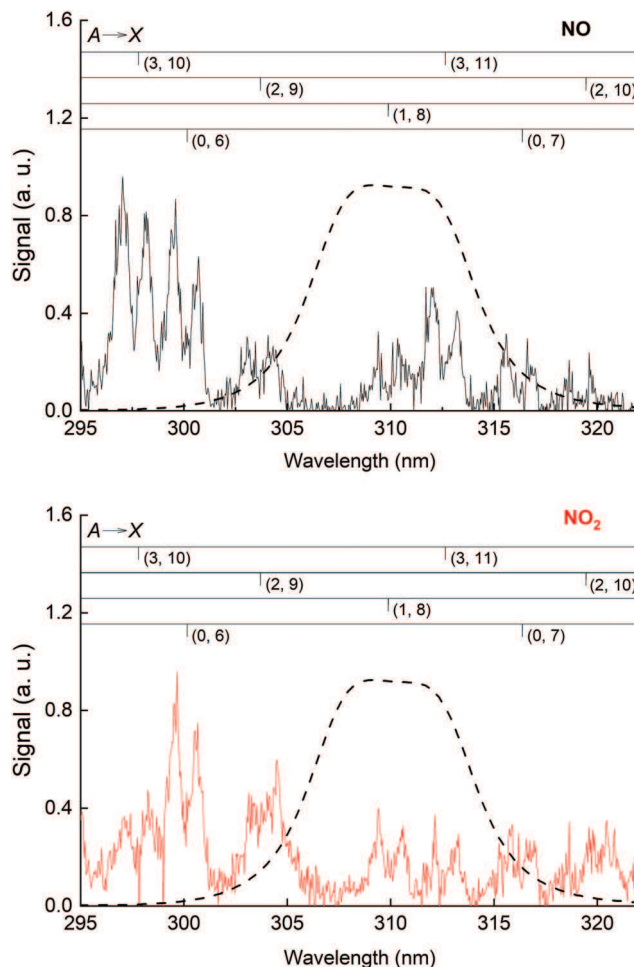 1.6
NO
A→X
(3, 10) (3, 11)
(2, 9) (2, 10)
1.2
(1, 8)
(0, 6) (0, 7)
0.8
Signal (a. u.)
0.4
0.0
295 300 305 310 315 320
Wavelength (nm)
1.6
NO₂
A→X
(3, 10) (3, 11)
(2, 9) (2, 10)
1.2
(1, 8)
(0, 6) (0, 7)
0.8
Signal (a. u.)
0.4
0.0
295 300 305 310 315 320
Wavelength (nm)